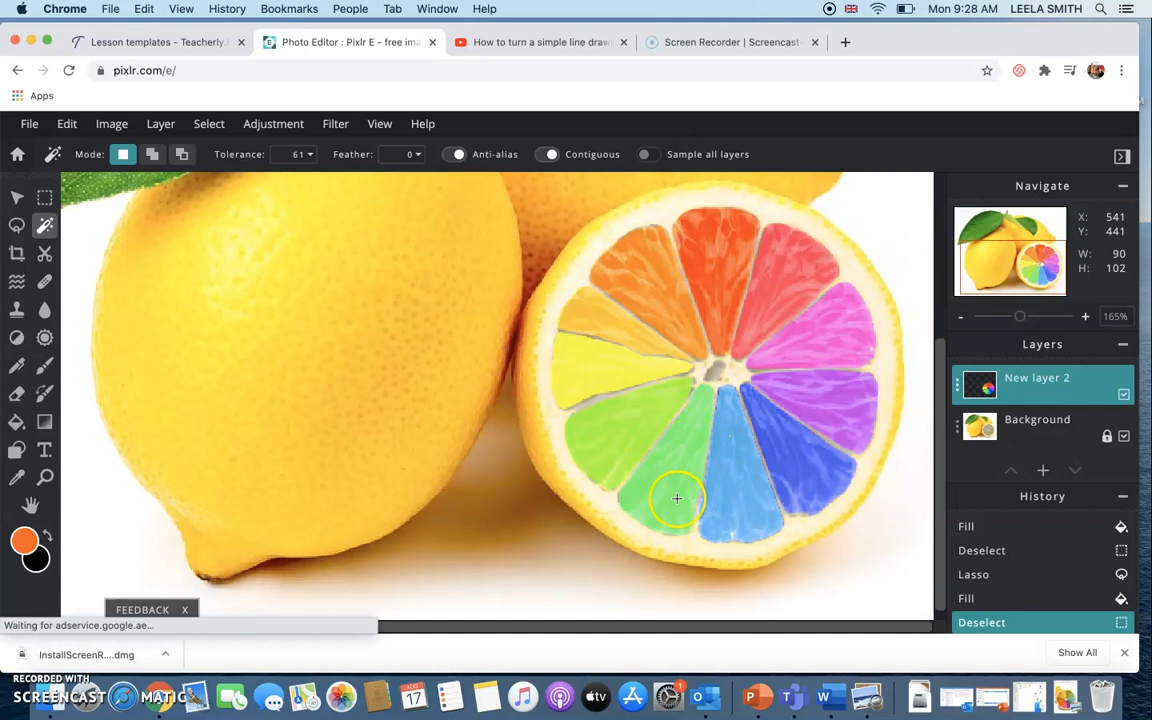 Chrome File Edit View History Bookmarks People Tab Window Help Mon 9:28 AM LEELA SMITH
Lesson templates - Teacherly. Photo Editor : Pixlr E - free ima How to turn a simple line draw Screen Recorder | Screencast-
pixlr.com/e/
Apps
File Edit Image Layer Select Adjustment Filter View Help
Mode: Tolerance: 61 Feather: 0 Anti-alias Contiguous Sample all layers
Navigate
X: 541
Y: 441
W: 90
H: 102
165%
Layers
New layer 2
Background
History
Fill
Deselect
Lasso
Fill
Deselect
FEEDBACK X
Waiting for adservice.google.ae...
InstallScreenR....dmg Show All
RECORDED WITH
SCREENCAST MATIC
AUG
17
tv
1